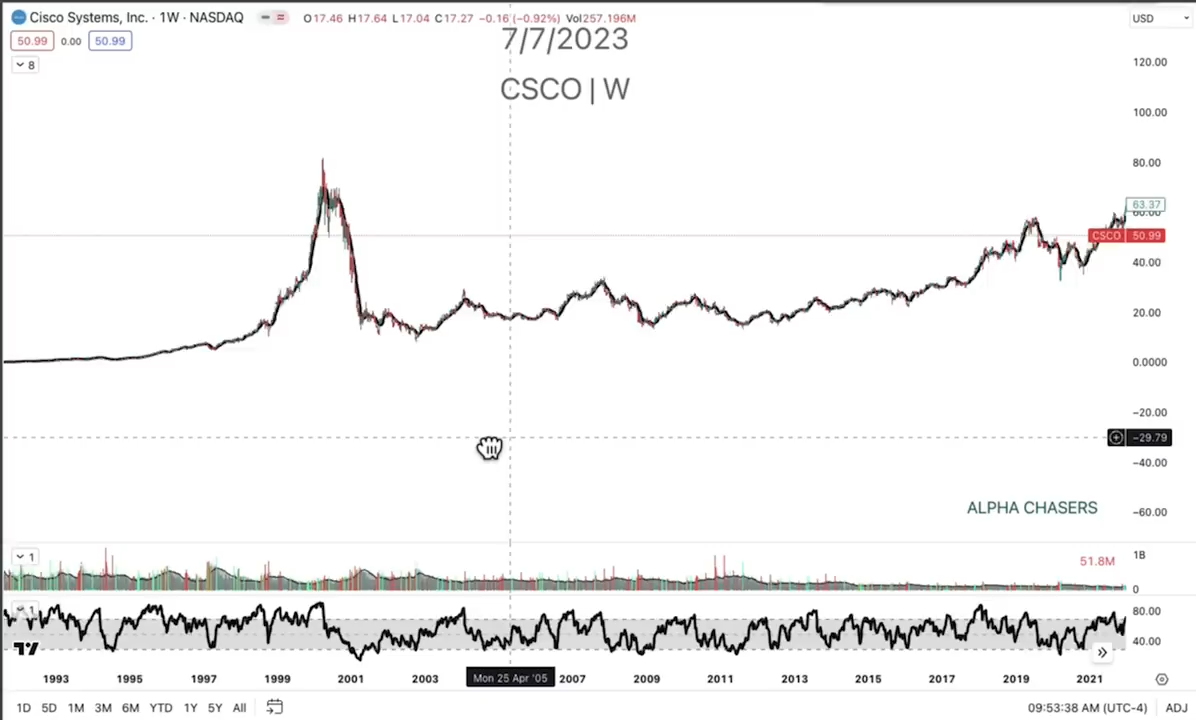 Cisco Systems, Inc. · 1W · NASDAQ
O17.46 H17.64 L17.04 C17.27 −0.16 (−0.92%) Vol257.196M
USD
50.99 0.00 50.99
8
7/7/2023
CSCO | W
120.00
100.00
80.00
63.37
60.00
CSCO 50.99
40.00
20.00
0.0000
−20.00
−29.79
−40.00
ALPHA CHASERS
−60.00
1
51.8M
1B
0
1
80.00
40.00
1993 1995 1997 1999 2001 2003 Mon 25 Apr '05 2007 2009 2011 2013 2015 2017 2019 2021
1D 5D 1M 3M 6M YTD 1Y 5Y All
09:53:38 AM (UTC-4) ADJ